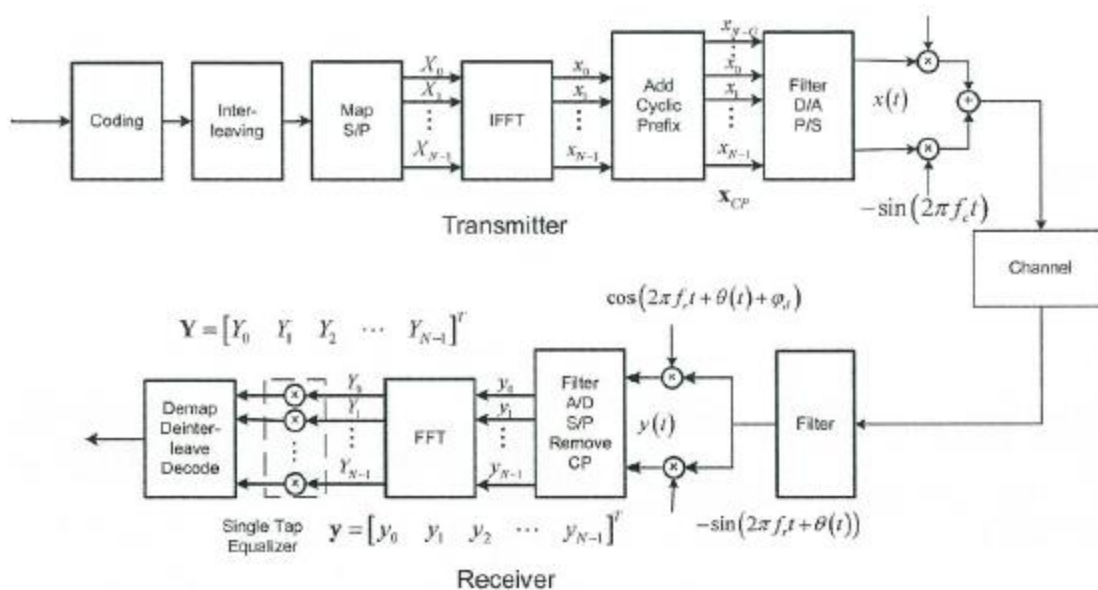 Coding
Inter-
leaving
Map
S/P
X_0
X_1
⋮
X_{N-1}
IFFT
x_0
x_1
⋮
x_{N-1}
Add
Cyclic
Prefix
x_{N-G}
⋮
x_0
x_1
⋮
x_{N-1}
x_{CP}
Filter
D/A
P/S
x(t)
×
×
+
-sin(2πf_c t)
Transmitter
Channel
cos(2πf_r t + θ(t) + φ_d)
Y = [Y_0 Y_1 Y_2 ⋯ Y_{N-1}]^T
Demap
Deinter-
leave
Decode
×
×
⋮
×
Single Tap
Equalizer
Y_0
Y_1
⋮
Y_{N-1}
FFT
y_0
y_1
⋮
y_{N-1}
Filter
A/D
S/P
Remove
CP
y(t)
×
×
Filter
-sin(2πf_r t + θ(t))
y = [y_0 y_1 y_2 ⋯ y_{N-1}]^T
Receiver